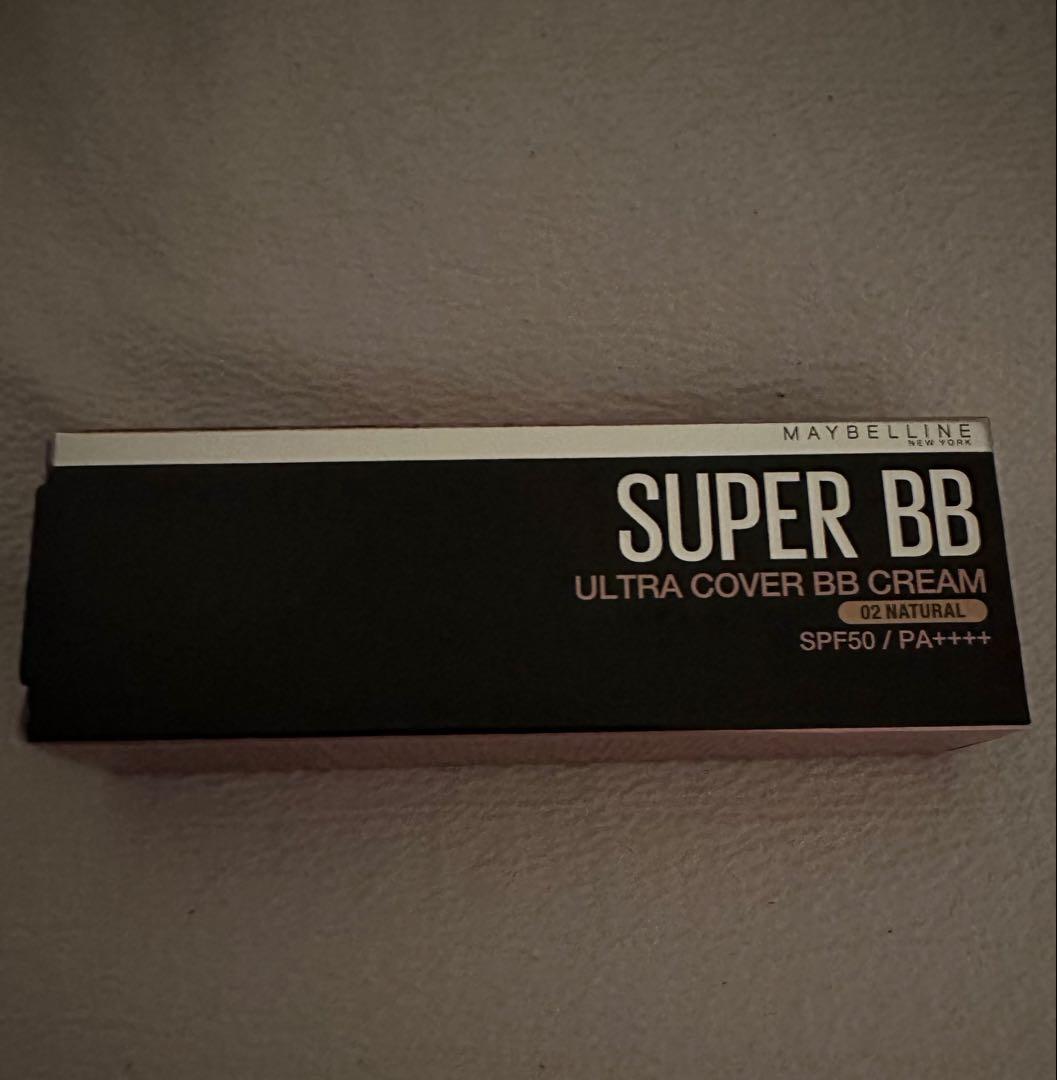 MAYBELLINE
NEW YORK
SUPER BB
ULTRA COVER BB CREAM
02 NATURAL
SPF50 / PA++++